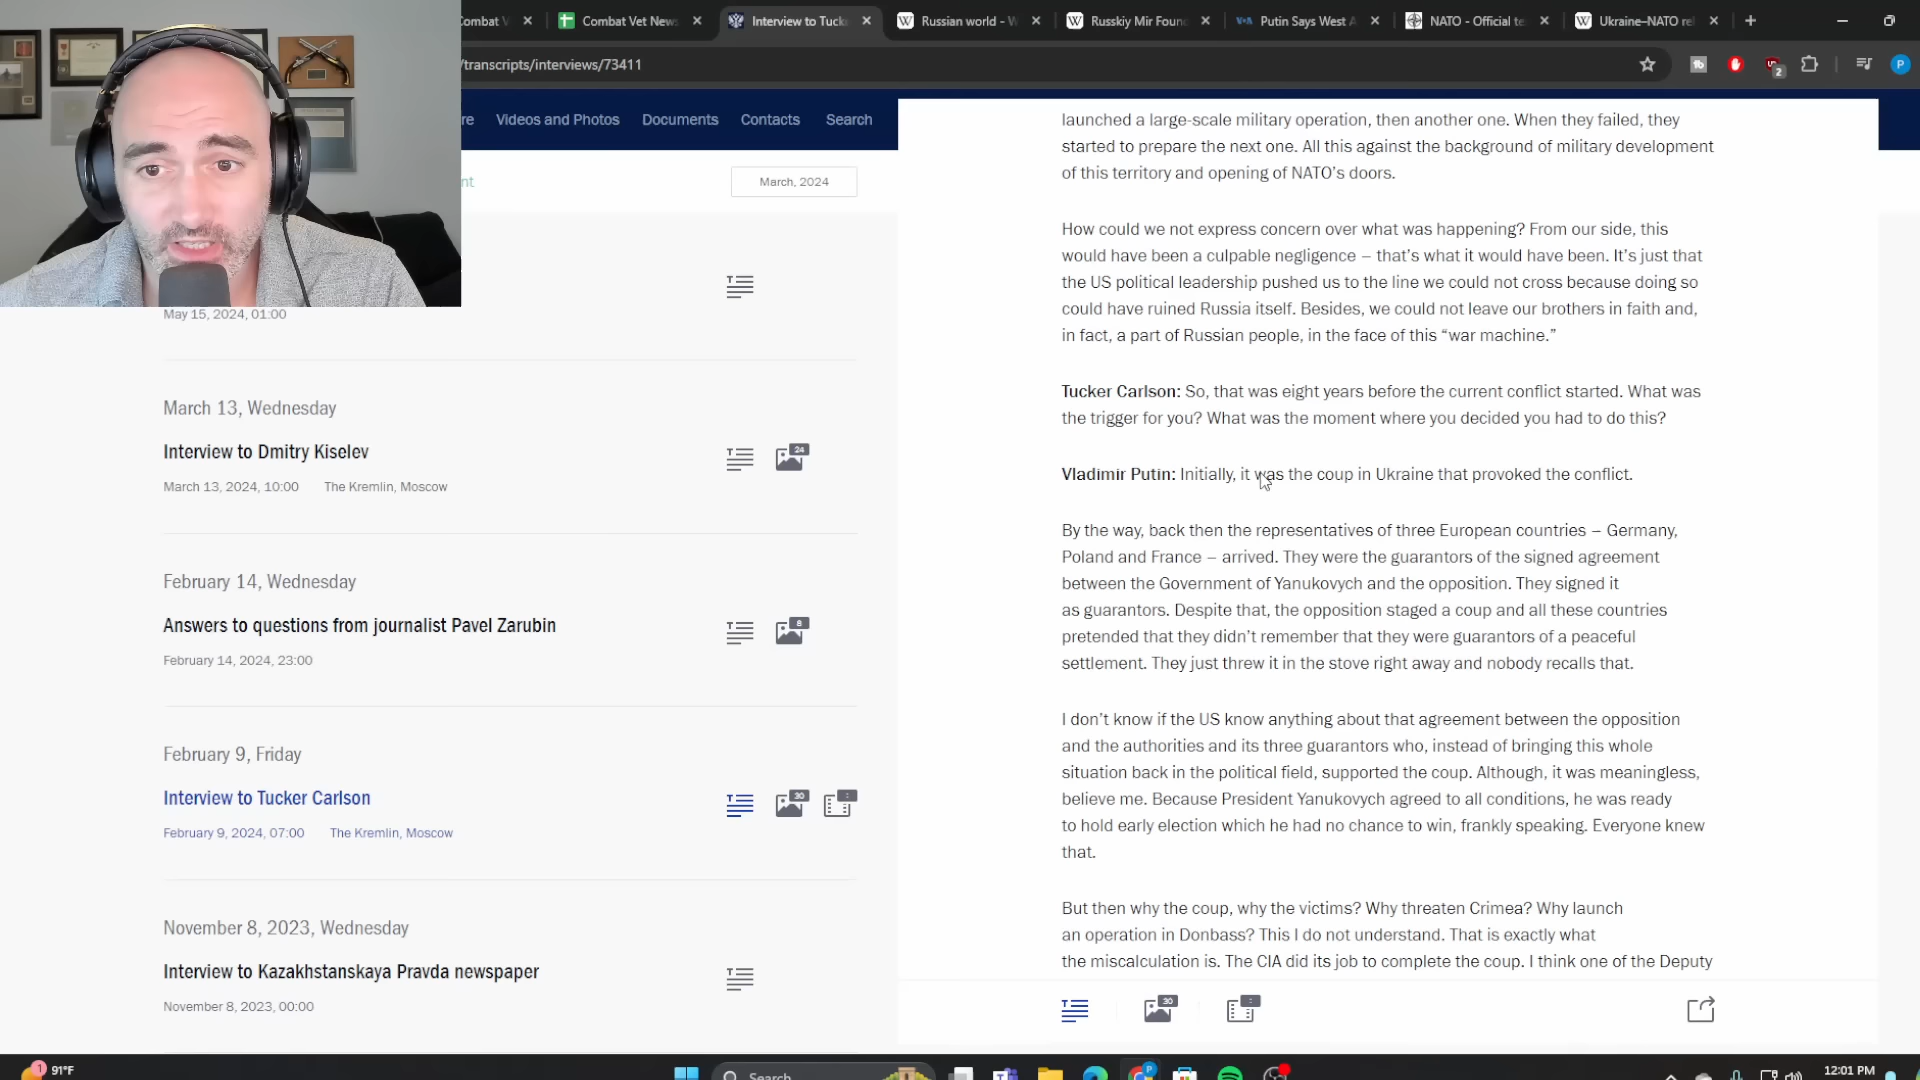 Combat V
Combat Vet News
Interview to Tuck
Russian world - W
Russkiy Mir Foun
VOA
Putin Says West A
NATO - Official te
Ukraine–NATO re
/transcripts/interviews/73411
2
P
re
Videos and Photos
Documents
Contacts
Search
nt
March, 2024
May 15, 2024, 01:00
March 13, Wednesday
Interview to Dmitry Kiselev
24
March 13, 2024, 10:00
The Kremlin, Moscow
February 14, Wednesday
Answers to questions from journalist Pavel Zarubin
8
February 14, 2024, 23:00
February 9, Friday
Interview to Tucker Carlson
30
February 9, 2024, 07:00
The Kremlin, Moscow
November 8, 2023, Wednesday
Interview to Kazakhstanskaya Pravda newspaper
November 8, 2023, 00:00
launched a large-scale military operation, then another one. When they failed, they
started to prepare the next one. All this against the background of military development
of this territory and opening of NATO's doors.
How could we not express concern over what was happening? From our side, this
would have been a culpable negligence – that's what it would have been. It's just that
the US political leadership pushed us to the line we could not cross because doing so
could have ruined Russia itself. Besides, we could not leave our brothers in faith and,
in fact, a part of Russian people, in the face of this “war machine.”
Tucker Carlson: So, that was eight years before the current conflict started. What was
the trigger for you? What was the moment where you decided you had to do this?
Vladimir Putin: Initially, it was the coup in Ukraine that provoked the conflict.
By the way, back then the representatives of three European countries – Germany,
Poland and France – arrived. They were the guarantors of the signed agreement
between the Government of Yanukovych and the opposition. They signed it
as guarantors. Despite that, the opposition staged a coup and all these countries
pretended that they didn't remember that they were guarantors of a peaceful
settlement. They just threw it in the stove right away and nobody recalls that.
I don't know if the US know anything about that agreement between the opposition
and the authorities and its three guarantors who, instead of bringing this whole
situation back in the political field, supported the coup. Although, it was meaningless,
believe me. Because President Yanukovych agreed to all conditions, he was ready
to hold early election which he had no chance to win, frankly speaking. Everyone knew
that.
But then why the coup, why the victims? Why threaten Crimea? Why launch
an operation in Donbass? This I do not understand. That is exactly what
the miscalculation is. The CIA did its job to complete the coup. I think one of the Deputy
30
1
91°F
Search
P
12:01 PM